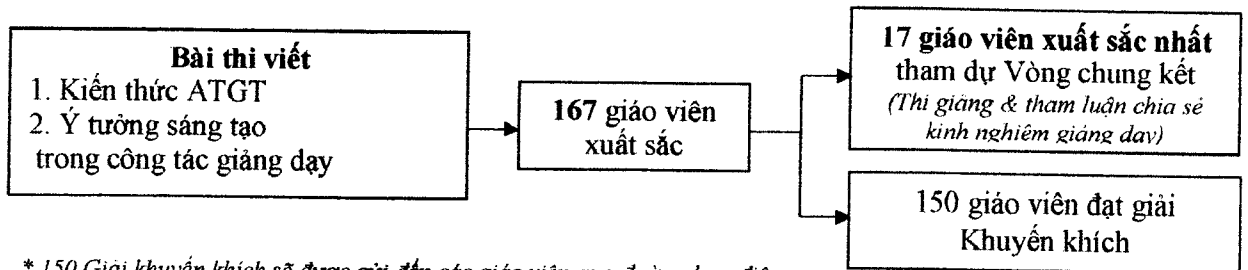 Bài thi viết
1. Kiến thức ATGT
2. Ý tưởng sáng tạo
trong công tác giảng dạy
167 giáo viên
xuất sắc
17 giáo viên xuất sắc nhất
tham dự Vòng chung kết
(Thi giảng & tham luận chia sẻ
kinh nghiệm giảng dạy)
150 giáo viên đạt giải
Khuyến khích
* 150 Giải khuyến khích sẽ được gửi đến các giáo viên